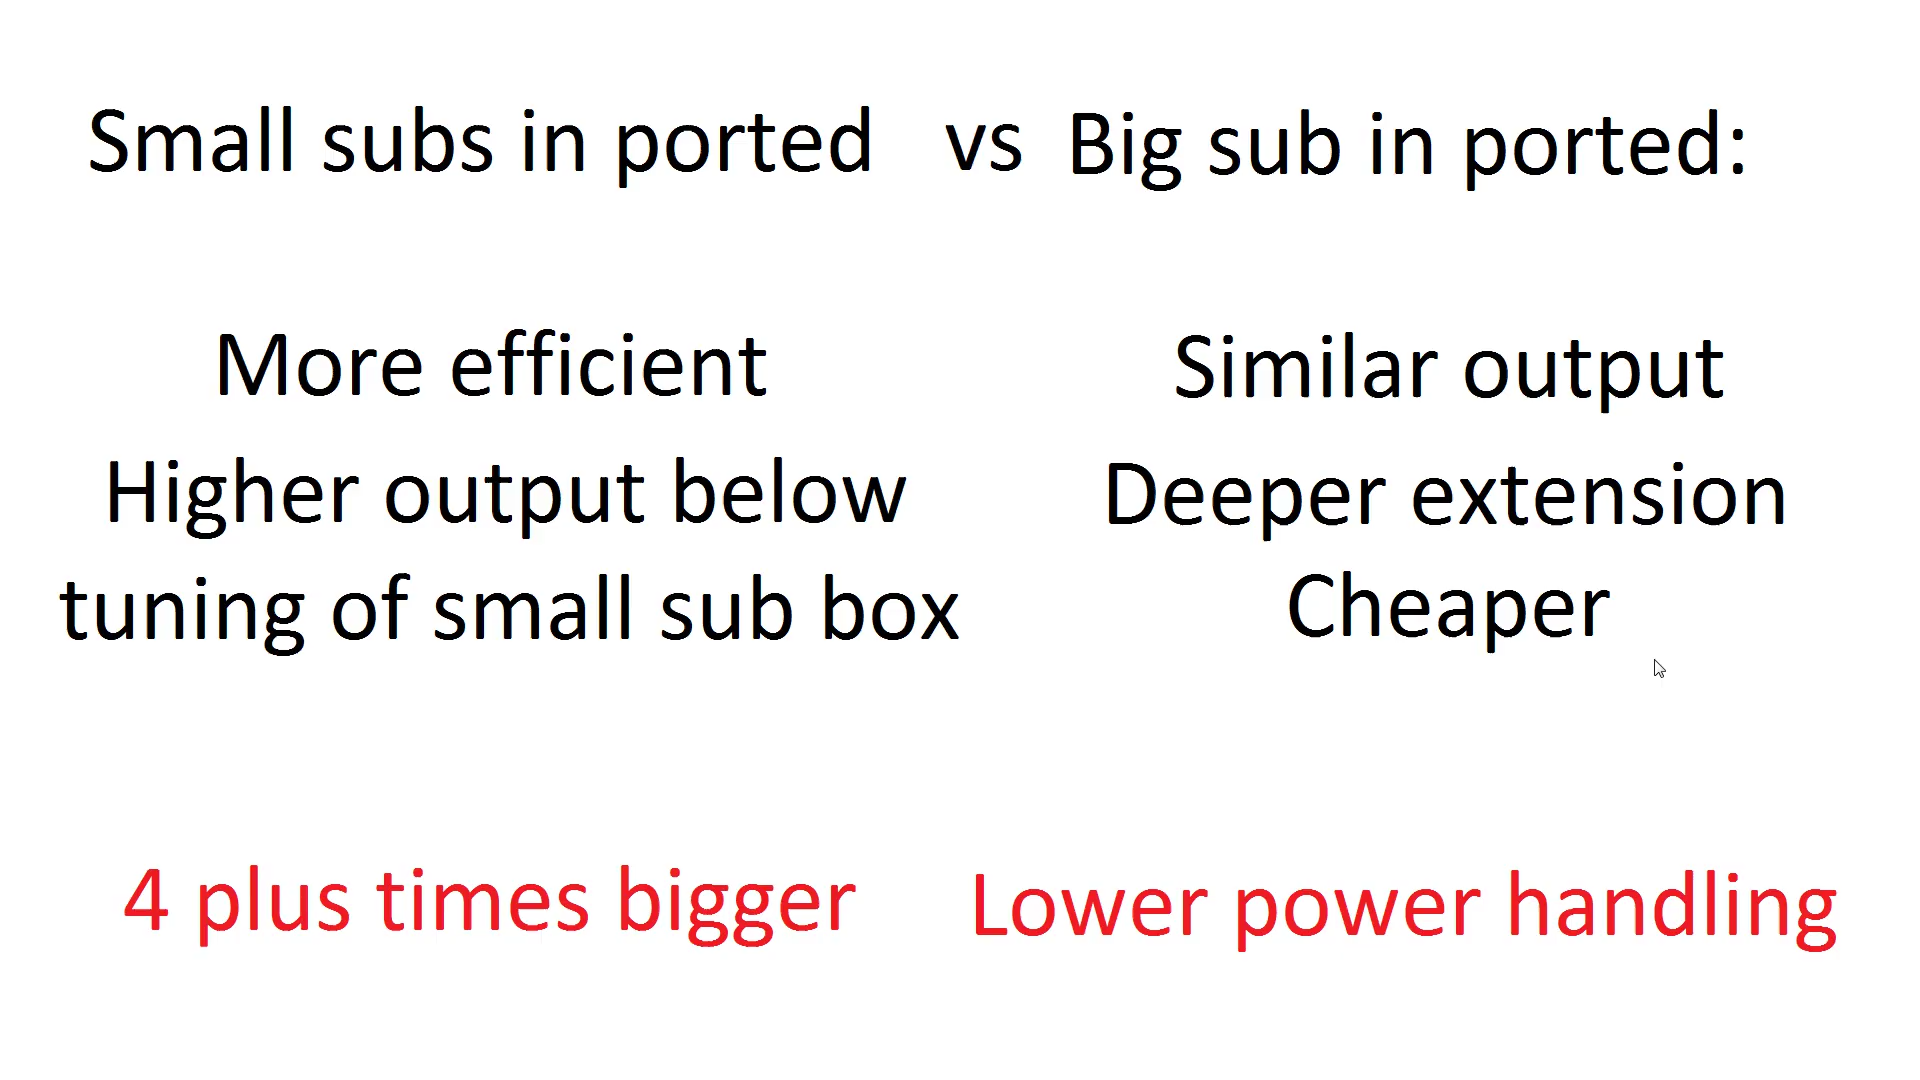 Small subs in ported vs Big sub in ported:
More efficient
Higher output below
tuning of small sub box
Similar output
Deeper extension
Cheaper
4 plus times bigger
Lower power handling